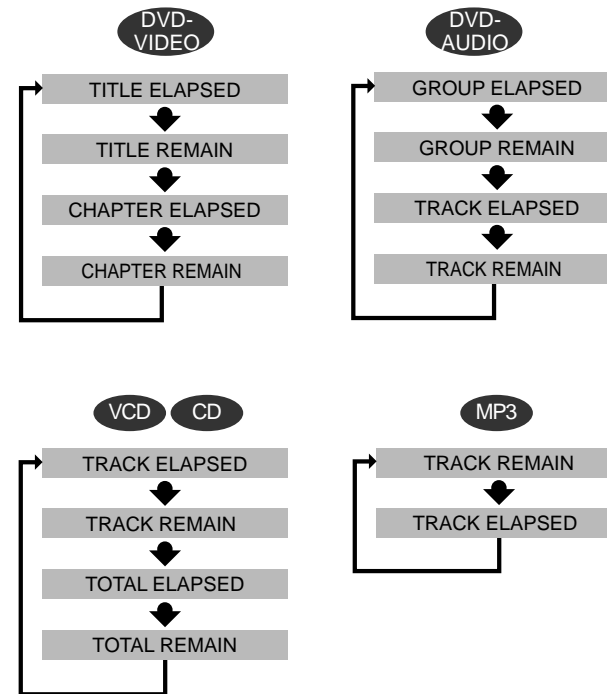 DVD-
VIDEO
TITLE ELAPSED
TITLE REMAIN
CHAPTER ELAPSED
CHAPTER REMAIN
DVD-
AUDIO
GROUP ELAPSED
GROUP REMAIN
TRACK ELAPSED
TRACK REMAIN
VCD CD
TRACK ELAPSED
TRACK REMAIN
TOTAL ELAPSED
TOTAL REMAIN
MP3
TRACK REMAIN
TRACK ELAPSED